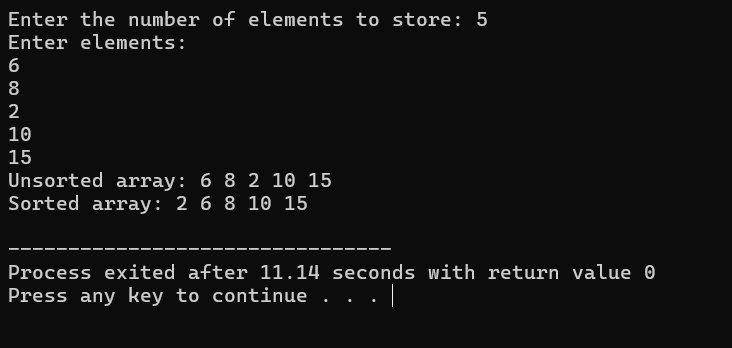 Enter the number of elements to store: 5
Enter elements:
6
8
2
10
15
Unsorted array: 6 8 2 10 15
Sorted array: 2 6 8 10 15
--------------------------------
Process exited after 11.14 seconds with return value 0
Press any key to continue . . .